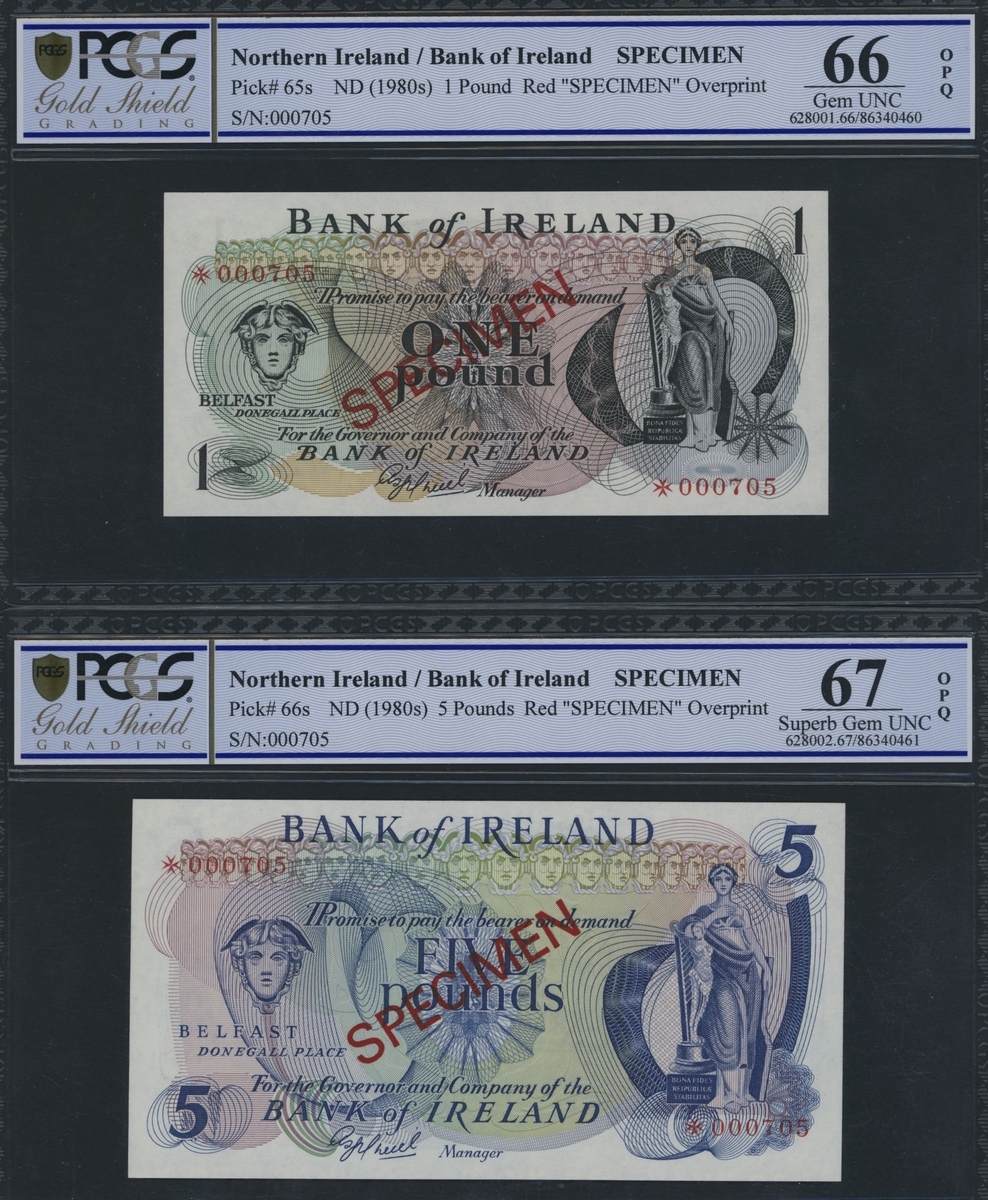 PCGS
PCGS
Gold Shield
GRADING
Northern Ireland / Bank of Ireland SPECIMEN
Pick# 65s ND (1980s) 1 Pound Red "SPECIMEN" Overprint
S/N:000705
66
Gem UNC
628001.66/86340460
OPQ
BANK of IRELAND
1
*000705
I Promise to pay the bearer on demand
ONE
pound
SPECIMEN
BELFAST
DONEGALL PLACE
BONA FIDES
REIPUBLICÆ
STABILITAS
For the Governor and Company of the
BANK of IRELAND
1
Manager
*000705
PCGS
PCGS
PCGS
Gold Shield
GRADING
Northern Ireland / Bank of Ireland SPECIMEN
Pick# 66s ND (1980s) 5 Pounds Red "SPECIMEN" Overprint
S/N:000705
67
Superb Gem UNC
628002.67/86340461
OPQ
BANK of IRELAND
5
*000705
I Promise to pay the bearer on demand
FIVE
pounds
SPECIMEN
BELFAST
DONEGALL PLACE
BONA FIDES
REIPUBLICÆ
STABILITAS
For the Governor and Company of the
5
BANK of IRELAND
*000705
Manager